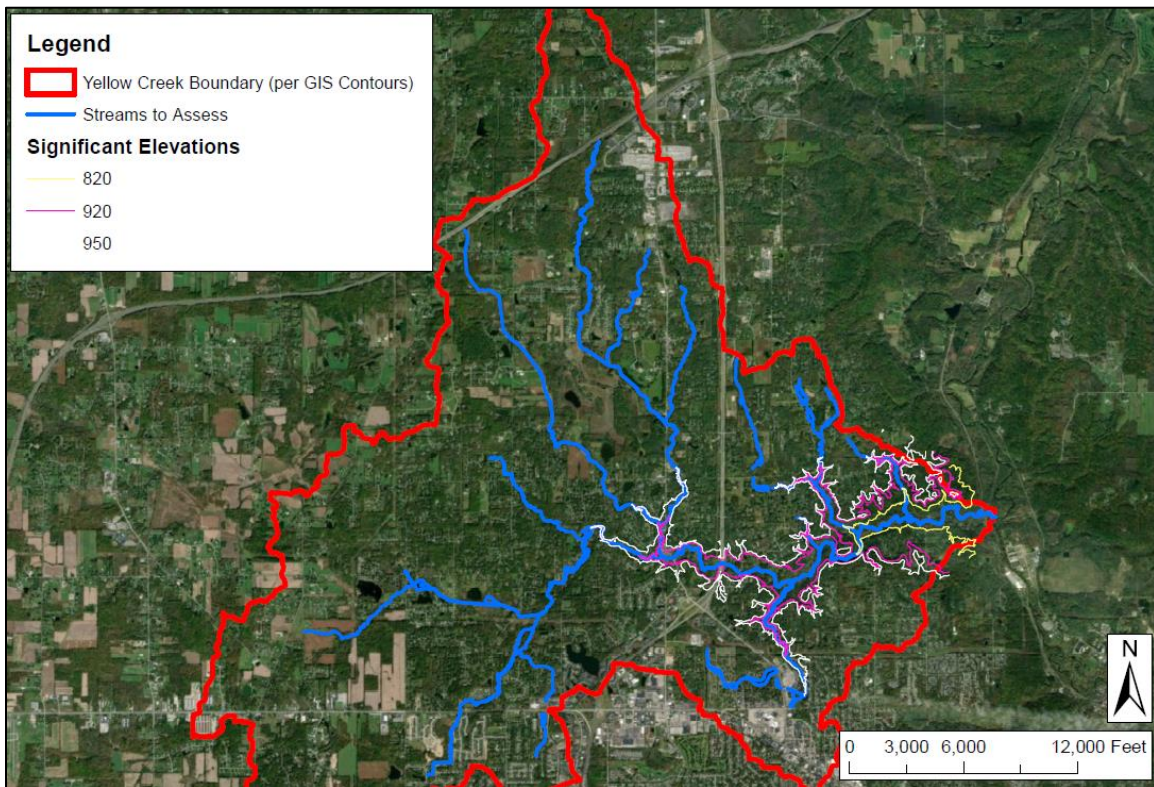 Legend
Yellow Creek Boundary (per GIS Contours)
Streams to Assess
Significant Elevations
820
920
950
N
0 3,000 6,000 12,000 Feet